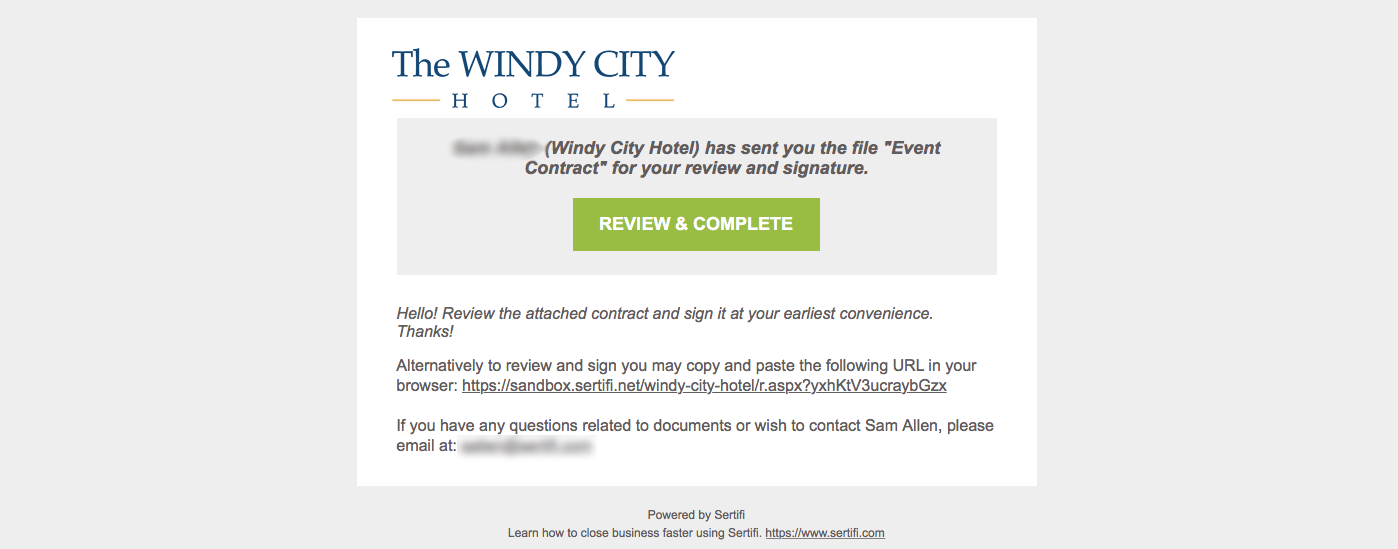 The WINDY CITY
HOTEL
(Windy City Hotel) has sent you the file "Event
Contract" for your review and signature.
REVIEW & COMPLETE
Hello! Review the attached contract and sign it at your earliest convenience.
Thanks!
Alternatively to review and sign you may copy and paste the following URL in your
browser: https://sandbox.sertifi.net/windy-city-hotel/r.aspx?yxhKtV3ucraybGzx
If you have any questions related to documents or wish to contact Sam Allen, please
email at:
Powered by Sertifi
Learn how to close business faster using Sertifi. https://www.sertifi.com